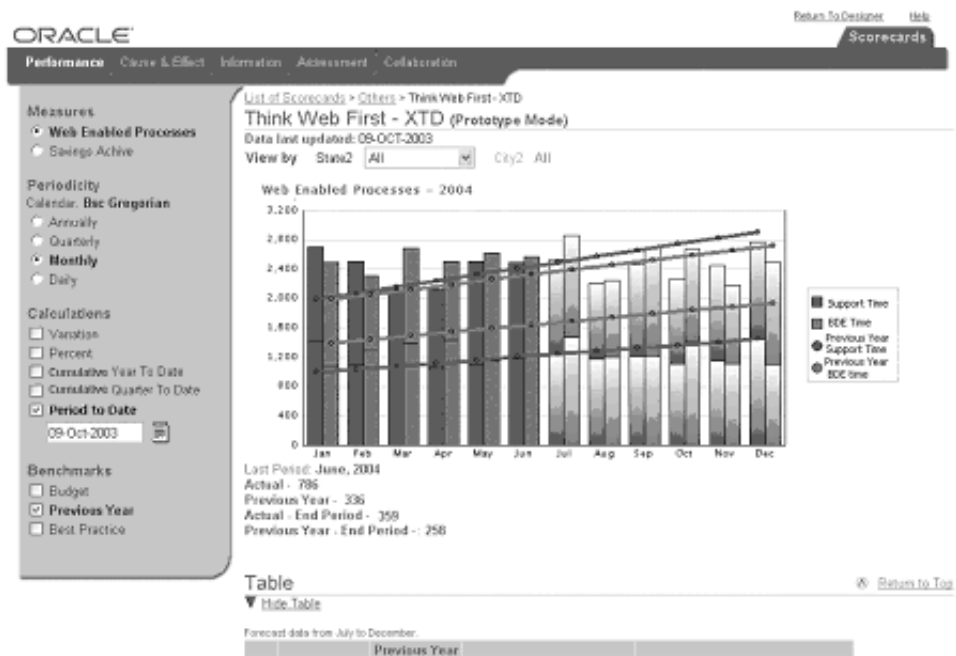 Return To Designer Help
ORACLE
Scorecards
Performance Cause & Effect Information Assessment Collaboration
List of Scorecards > Others > Think Web First- XTD
Think Web First - XTD (Prototype Mode)
Data last updated: 09-OCT-2003
View by State2 All City2 All
Measures
Web Enabled Processes
Savings Achive
Periodicity
Calendar. Bsc Gregorian
Annually
Quarterly
Monthly
Daily
Calculations
Variation
Percent
Cumulative Year To Date
Cumulative Quarter To Date
Period to Date
09-Oct-2003
Benchmarks
Budget
Previous Year
Best Practice
Web Enabled Processes - 2004
3,200
2,800
2,400
2,000
1,600
1,200
800
400
0
Jan Feb Mar Apr May Jun Jul Aug Sep Oct Nov Dec
Support Time
BDE Time
Previous Year
Support Time
Previous Year
BDE time
Last Period: June, 2004
Actual - 786
Previous Year - 336
Actual - End Period - 359
Previous Year - End Period -: 258
Table
Return to Top
Hide Table
Forecast data from July to December.
Previous Year